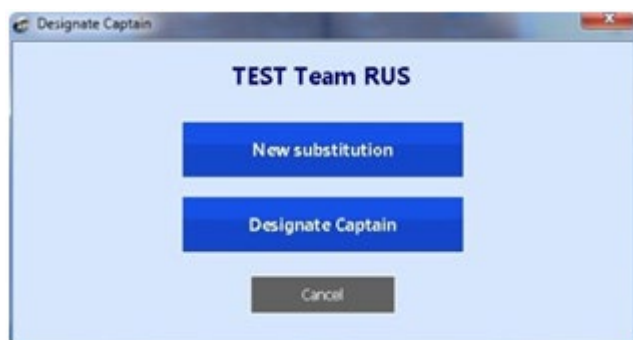 Designate Captain
TEST Team RUS
New substitution
Designate Captain
Cancel